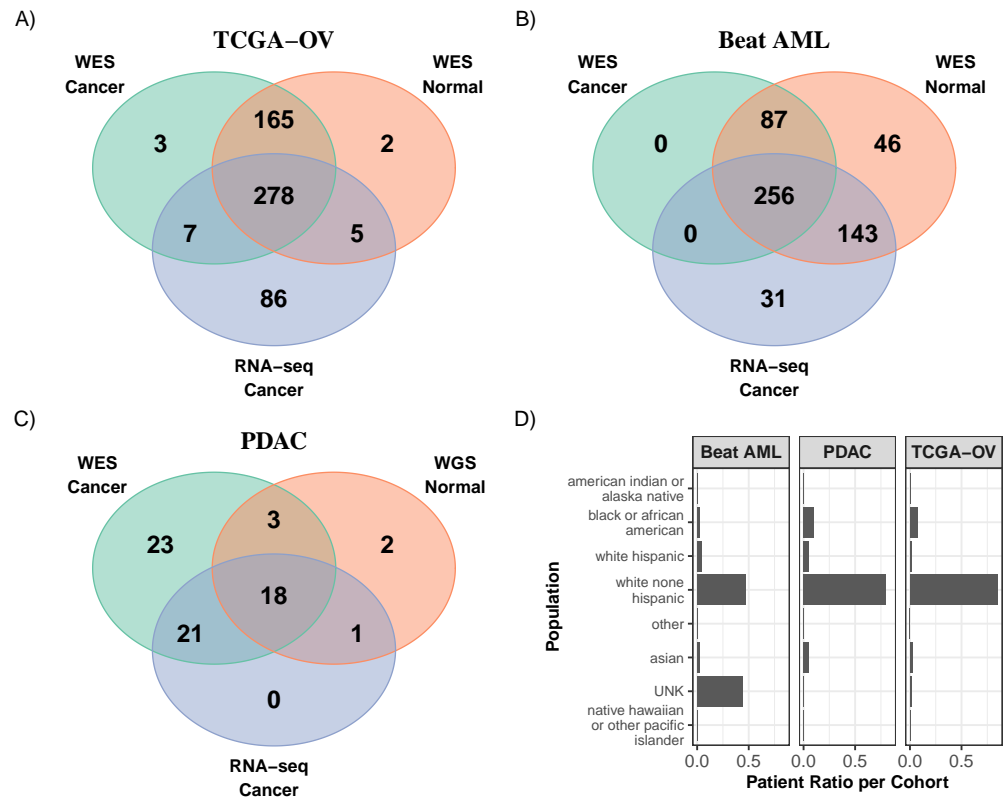 A)
TCGA−OV
WES
Cancer
WES
Normal
3
165
2
278
7
5
86
RNA−seq
Cancer
B)
Beat AML
WES
Cancer
WES
Normal
0
87
46
256
0
143
31
RNA−seq
Cancer
C)
PDAC
WES
Cancer
WGS
Normal
23
3
2
18
21
1
0
RNA−seq
Cancer
D)
Beat AML
PDAC
TCGA−OV
Population
american indian or
alaska native
black or african
american
white hispanic
white none
hispanic
other
asian
UNK
native hawaiian
or other pacific
islander
0.0 0.5 0.0 0.5 0.0 0.5
Patient Ratio per Cohort